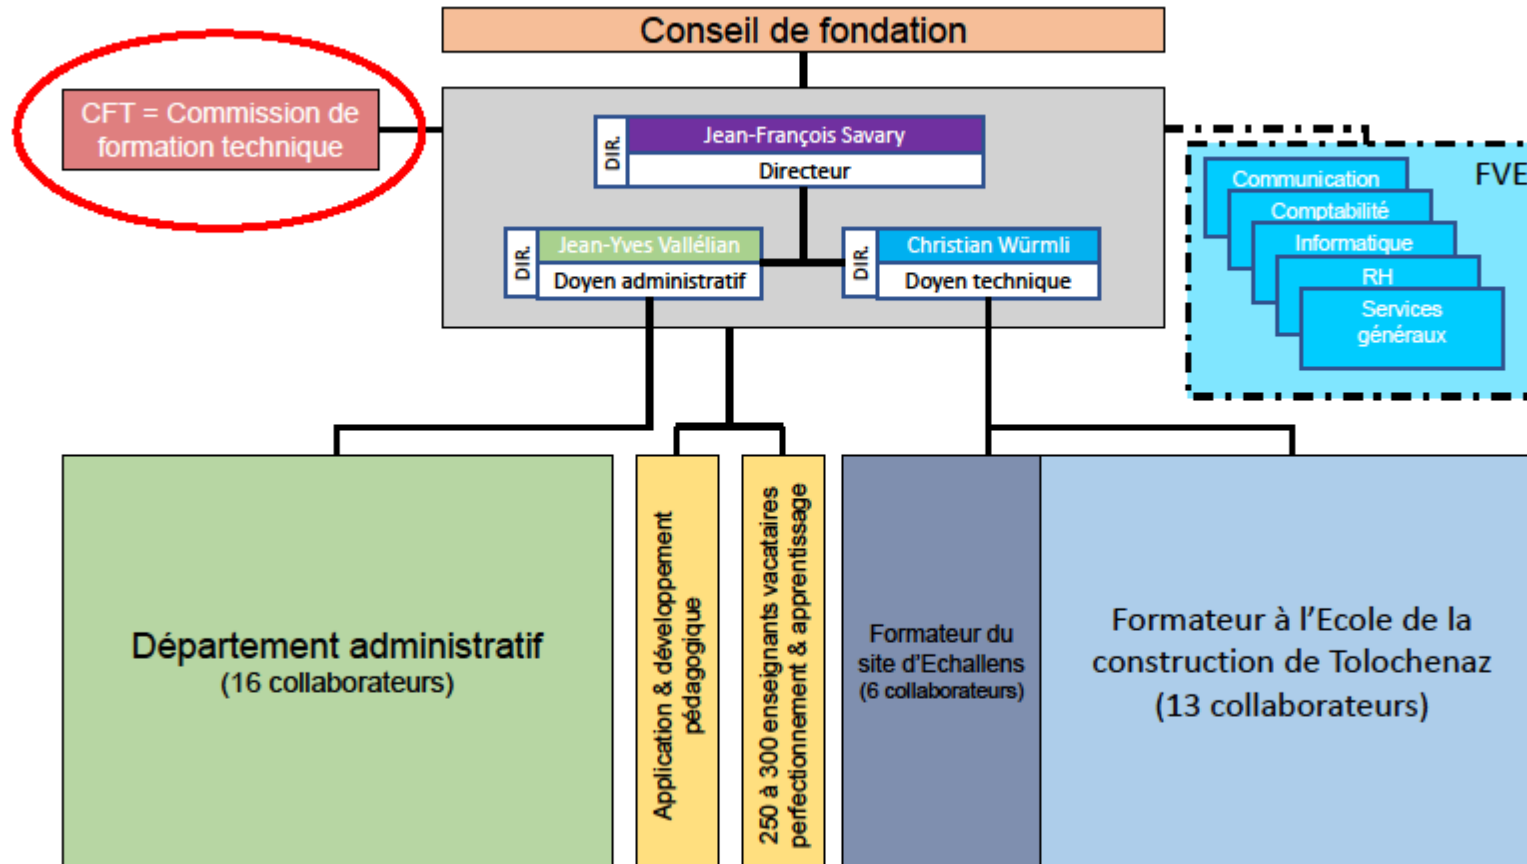 Conseil de fondation
CFT = Commission de
formation technique
DIR.
Jean-François Savary
Directeur
DIR.
Jean-Yves Vallélian
Doyen administratif
DIR.
Christian Würmli
Doyen technique
FVE
Communication
Comptabilité
Informatique
RH
Services
généraux
Département administratif
(16 collaborateurs)
Application & développement
pédagogique
250 à 300 enseignants vacataires
perfectionnement & apprentissage
Formateur du
site d'Echallens
(6 collaborateurs)
Formateur à l'Ecole de la
construction de Tolochenaz
(13 collaborateurs)